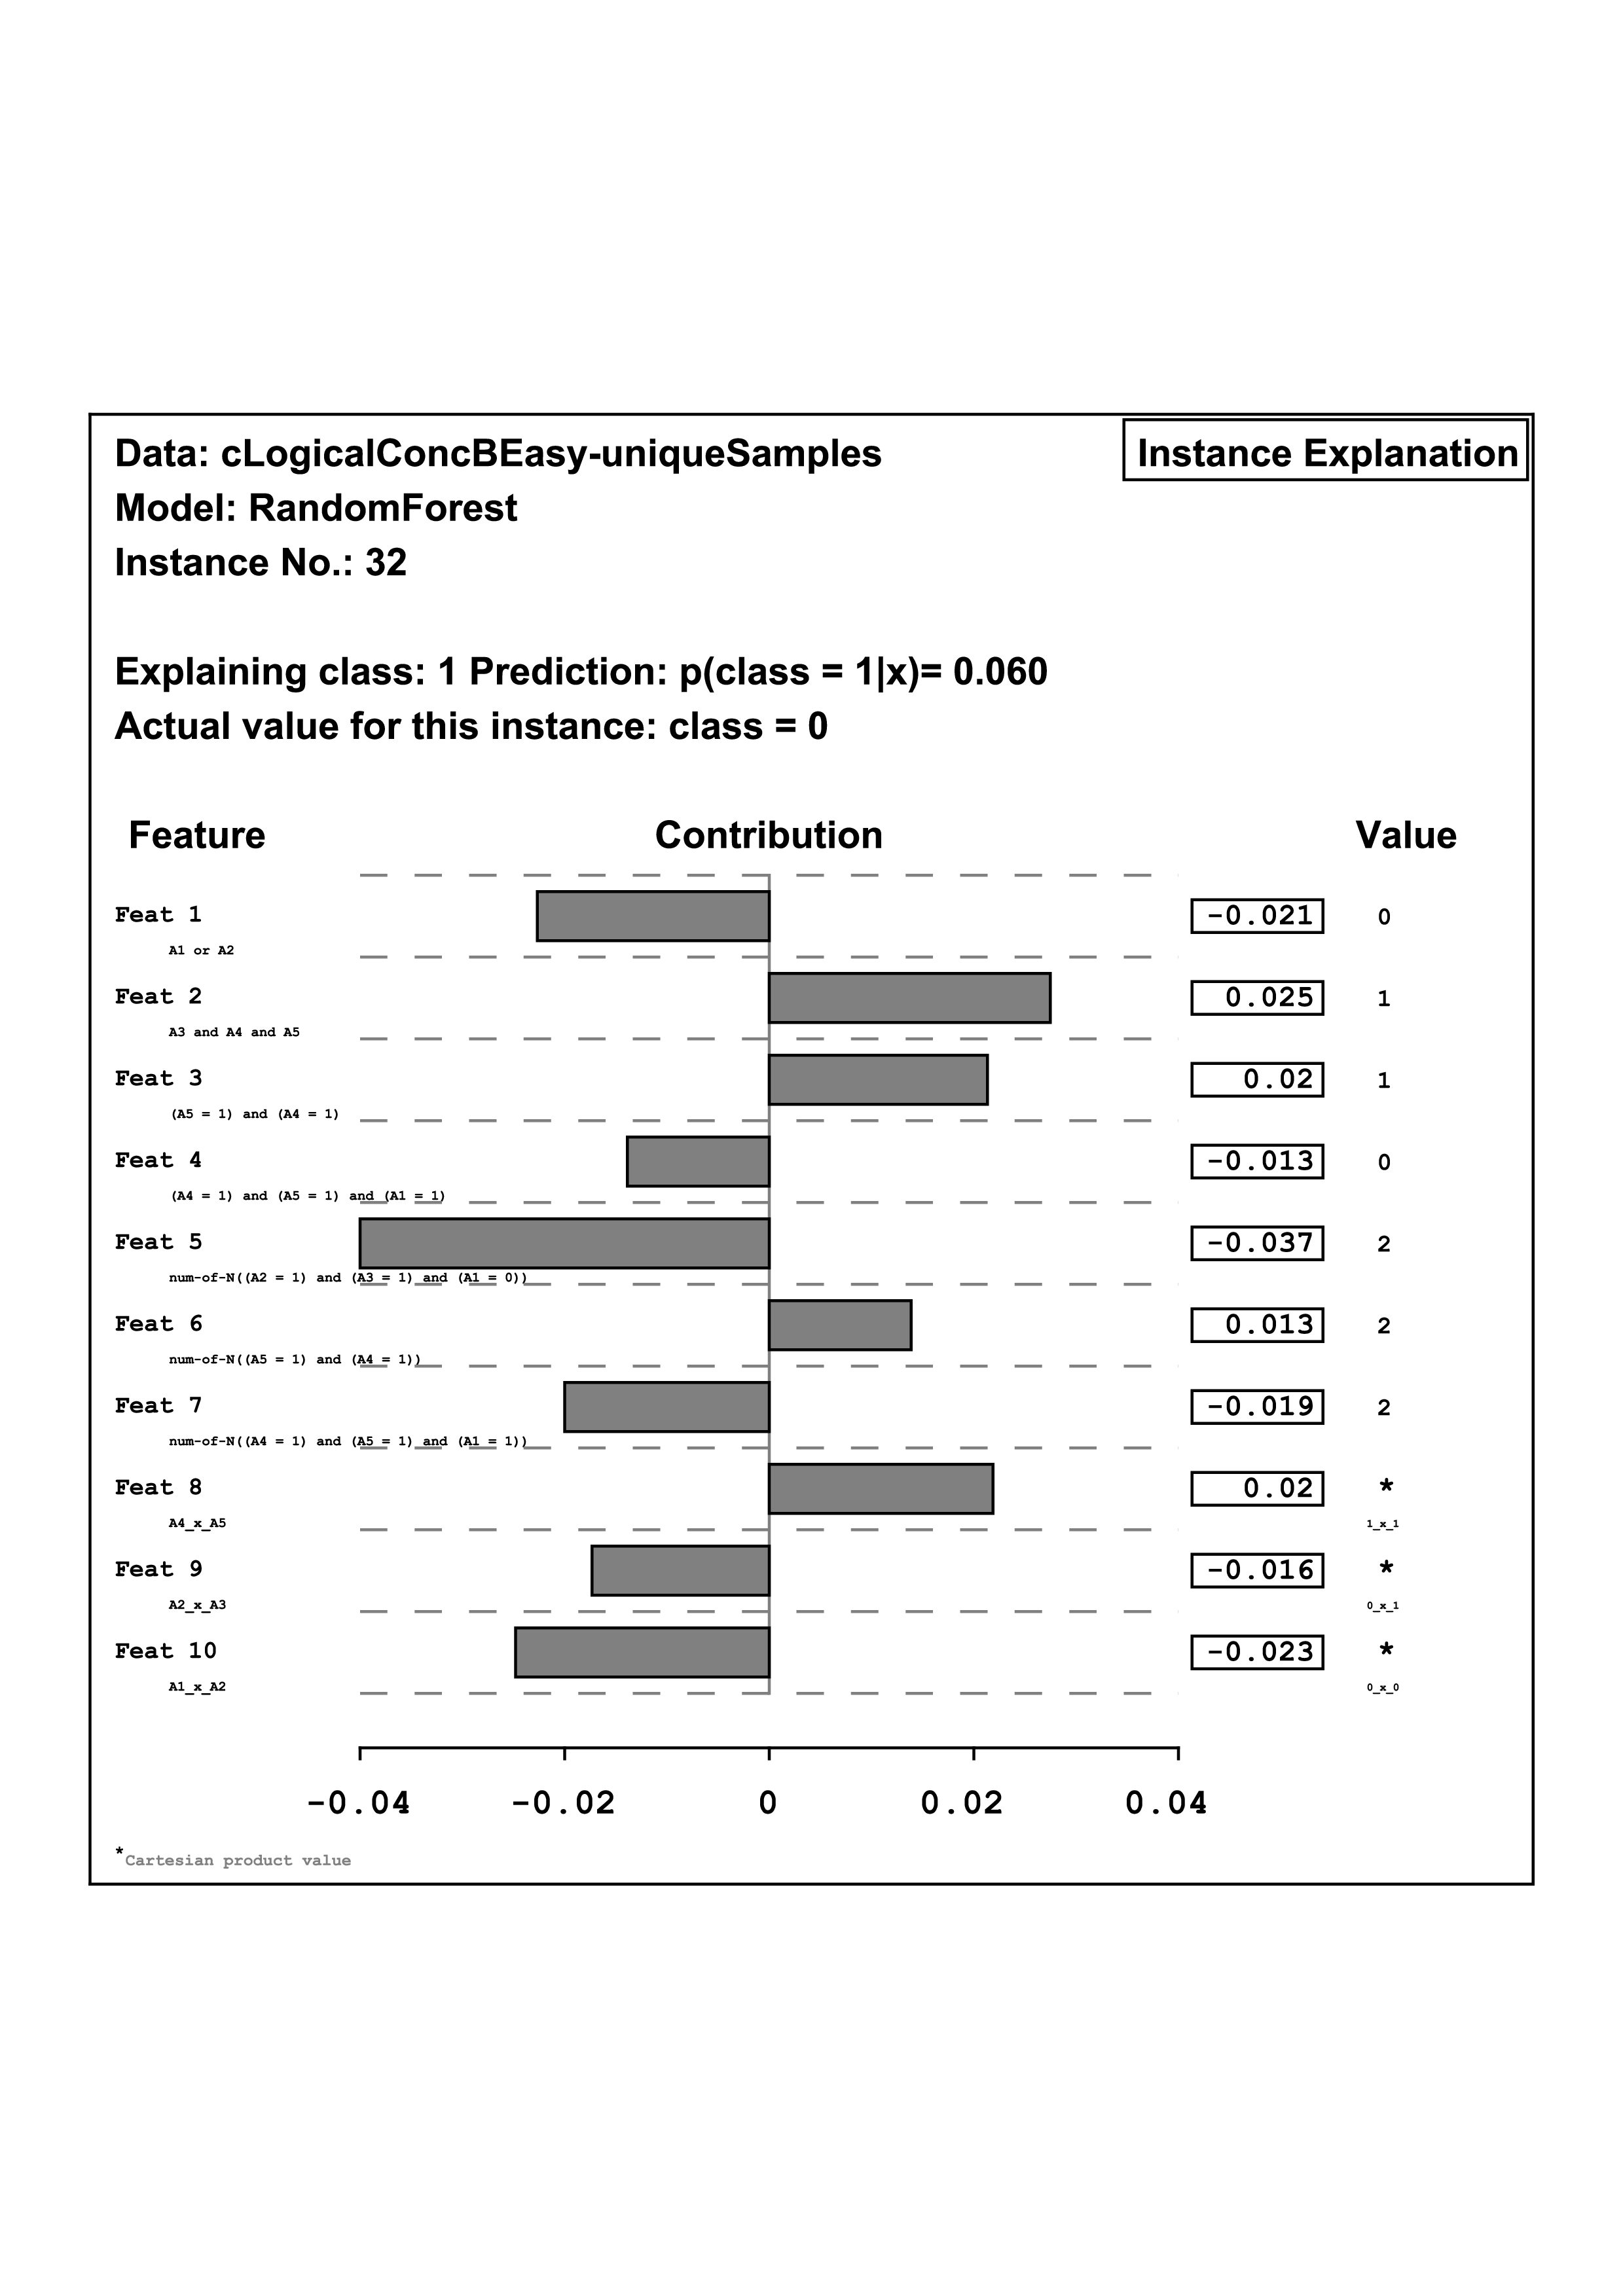 Data: cLogicalConcBEasy-uniqueSamples
Instance Explanation
Model: RandomForest
Instance No.: 32
Explaining class: 1 Prediction: p(class = 1|x)= 0.060
Actual value for this instance: class = 0
Feature Contribution Value
Feat 1 -0.021 0
A1 or A2
Feat 2 0.025 1
A3 and A4 and A5
Feat 3 0.02 1
(A5 = 1) and (A4 = 1)
Feat 4 -0.013 0
(A4 = 1) and (A5 = 1) and (A1 = 1)
Feat 5 -0.037 2
num-of-N((A2 = 1) and (A3 = 1) and (A1 = 0))
Feat 6 0.013 2
num-of-N((A5 = 1) and (A4 = 1))
Feat 7 -0.019 2
num-of-N((A4 = 1) and (A5 = 1) and (A1 = 1))
Feat 8 0.02 *
A4_x_A5 1_x_1
Feat 9 -0.016 *
A2_x_A3 0_x_1
Feat 10 -0.023 *
A1_x_A2 0_x_0
-0.04 -0.02 0 0.02 0.04
*Cartesian product value